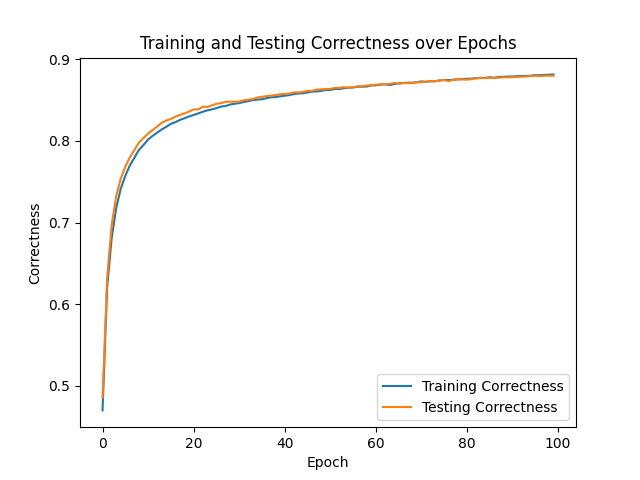 Training and Testing Correctness over Epochs
0.9
0.8
0.7
0.6
0.5
Correctness
0
20
40
60
80
100
Epoch
Training Correctness
Testing Correctness